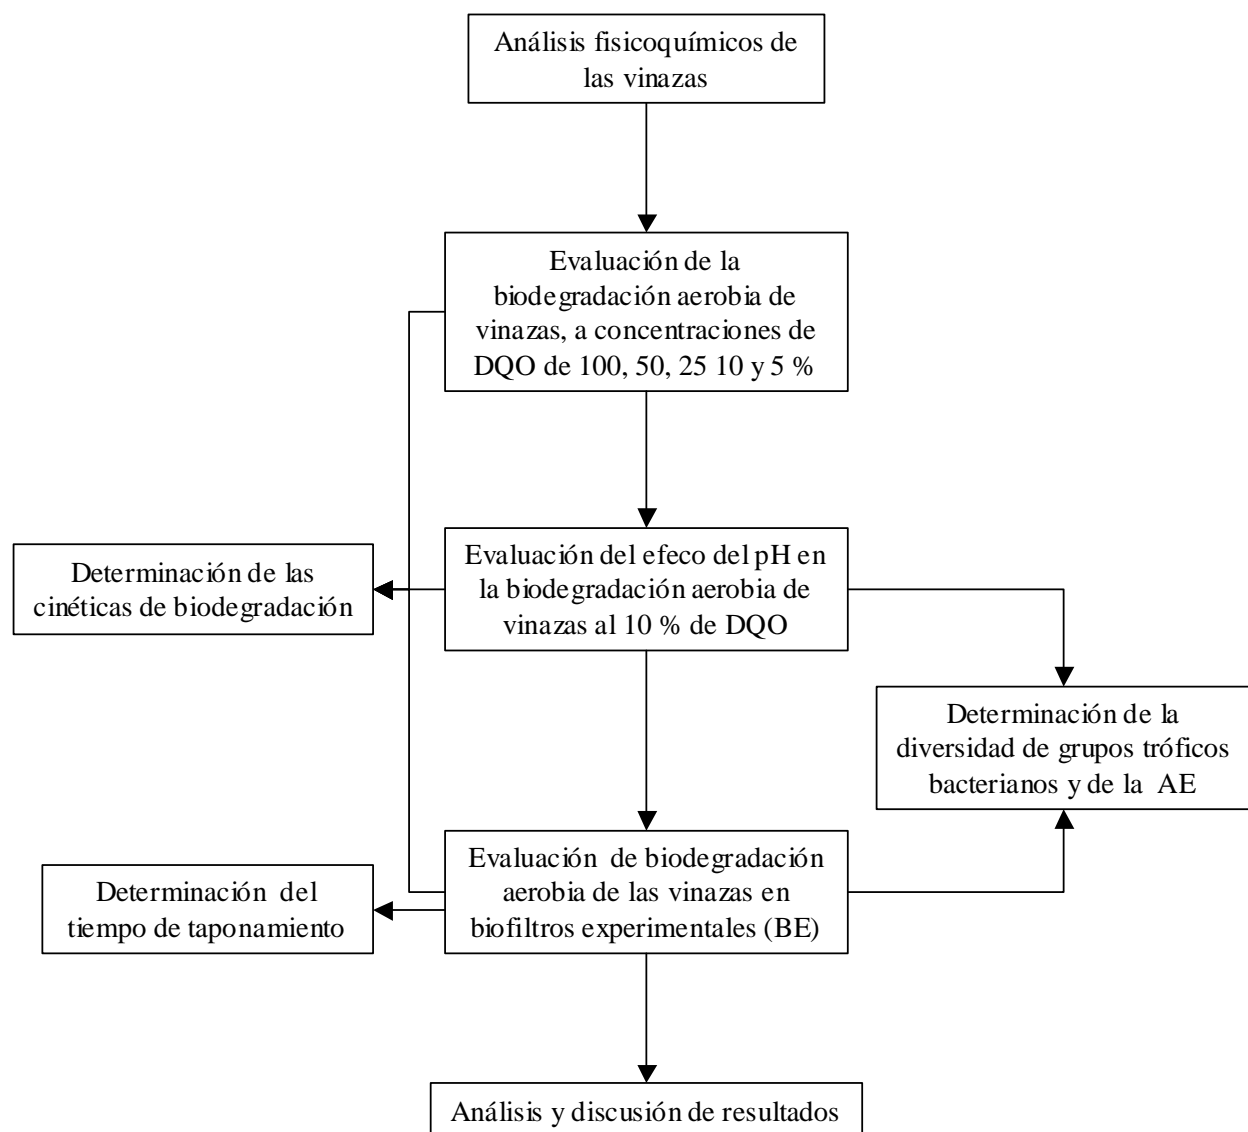 Análisis fisicoquímicos de
las vinazas
Evaluación de la
biodegradación aerobia de
vinazas, a concentraciones de
DQO de 100, 50, 25 10 y 5 %
Evaluación del efeco del pH en
la biodegradación aerobia de
vinazas al 10 % de DQO
Determinación de las
cinéticas de biodegradación
Determinación de la
diversidad de grupos tróficos
bacterianos y de la AE
Evaluación de biodegradación
aerobia de las vinazas en
biofiltros experimentales (BE)
Determinación del
tiempo de taponamiento
Análisis y discusión de resultados